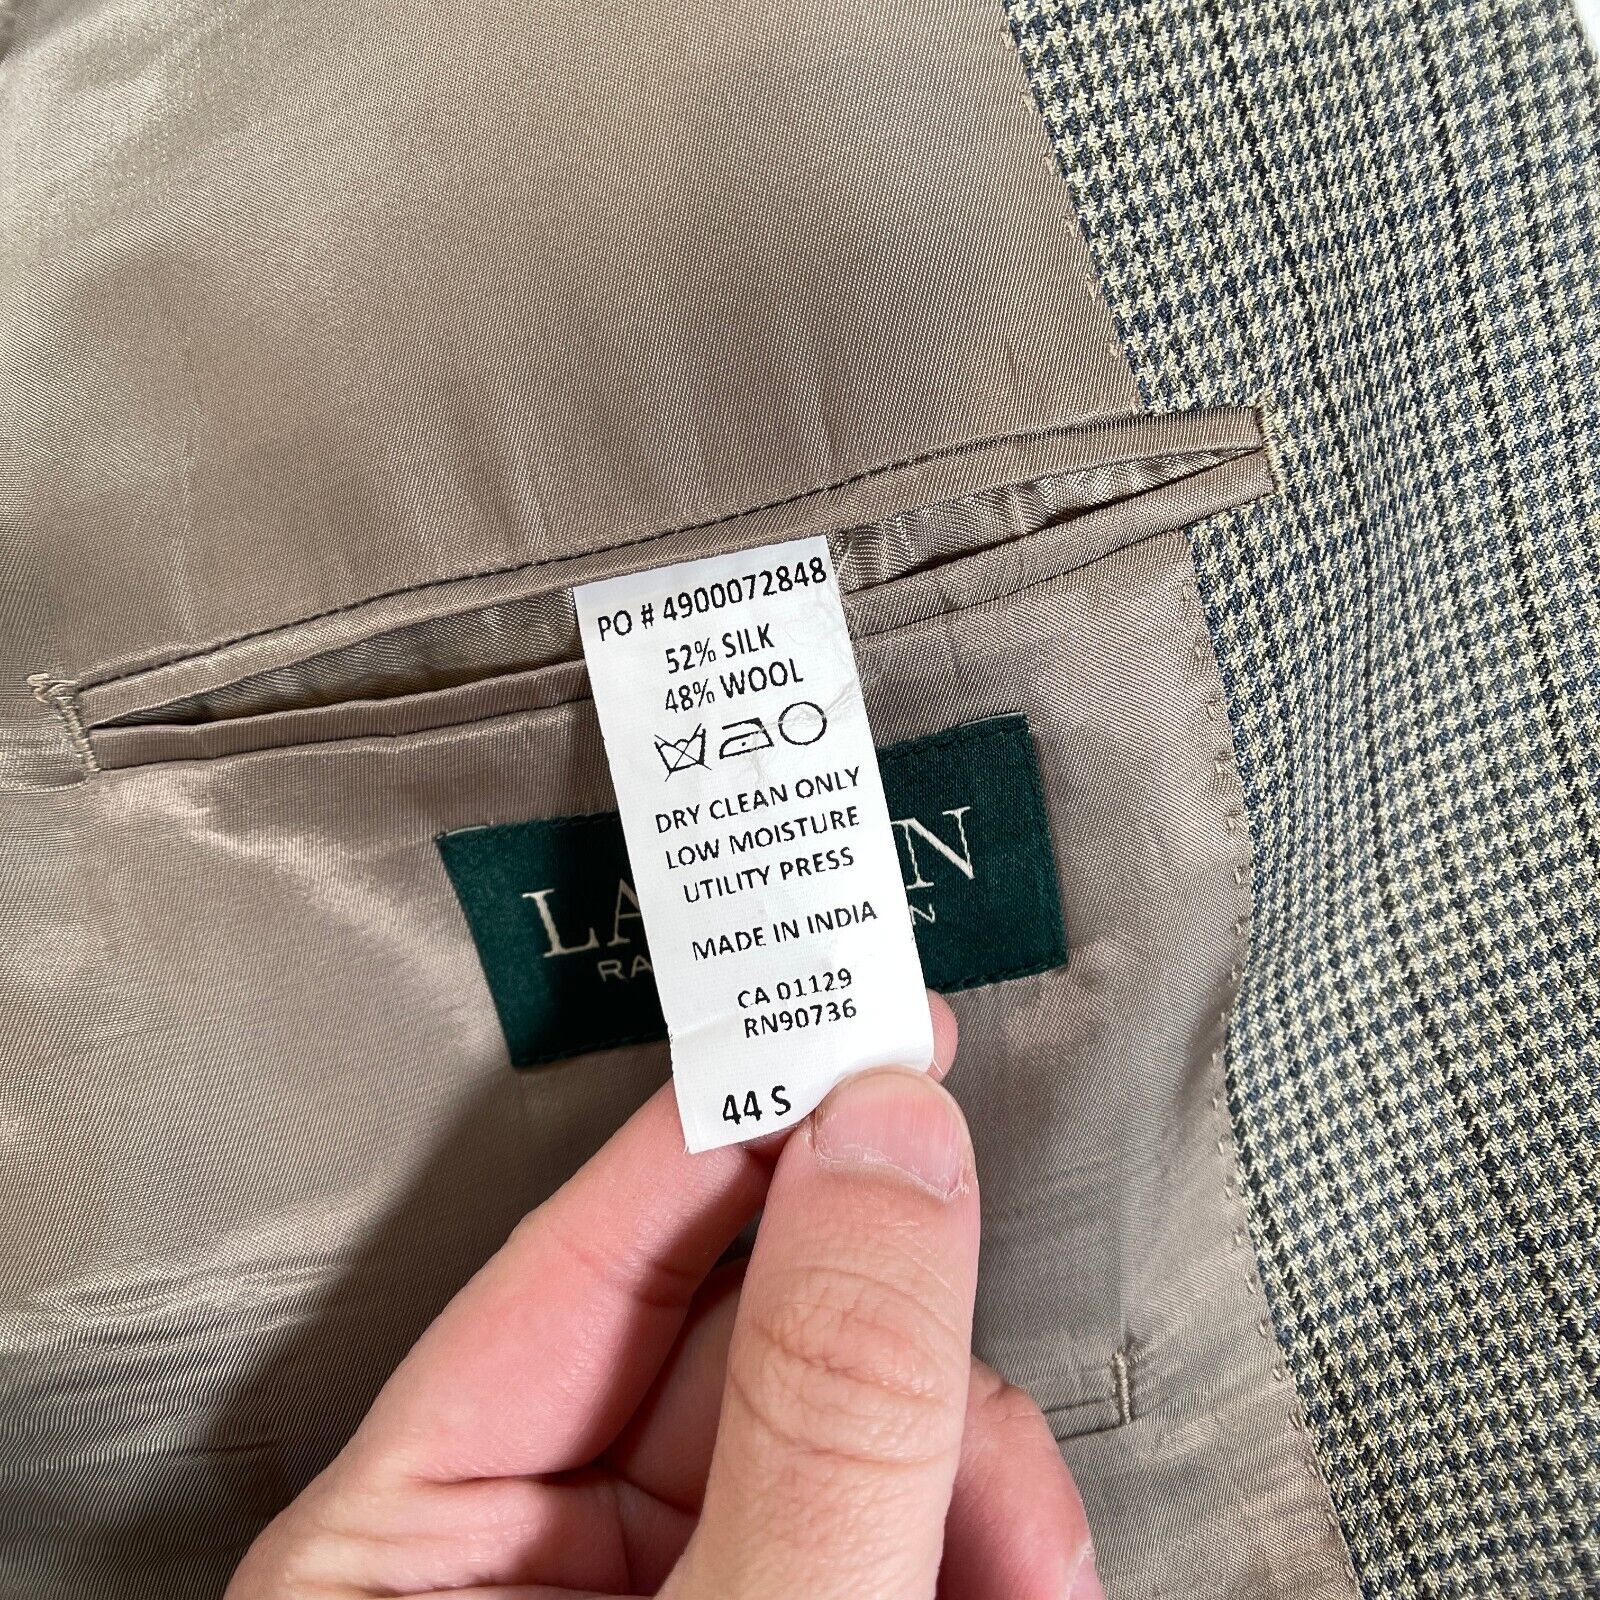 PO # 4900072848
52% SILK
48% WOOL
DRY CLEAN ONLY
LOW MOISTURE
UTILITY PRESS
MADE IN INDIA
CA 01129
RN90736
44 S